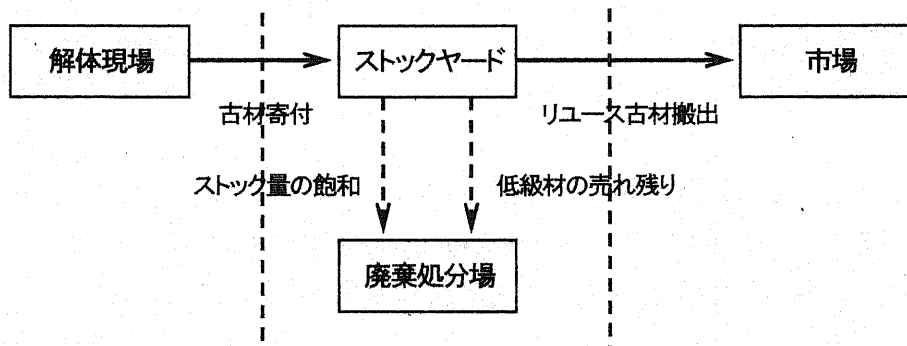 解体現場
ストックヤード
市場
古材寄付
リユース古材搬出
ストック量の飽和
低級材の売れ残り
廃棄処分場